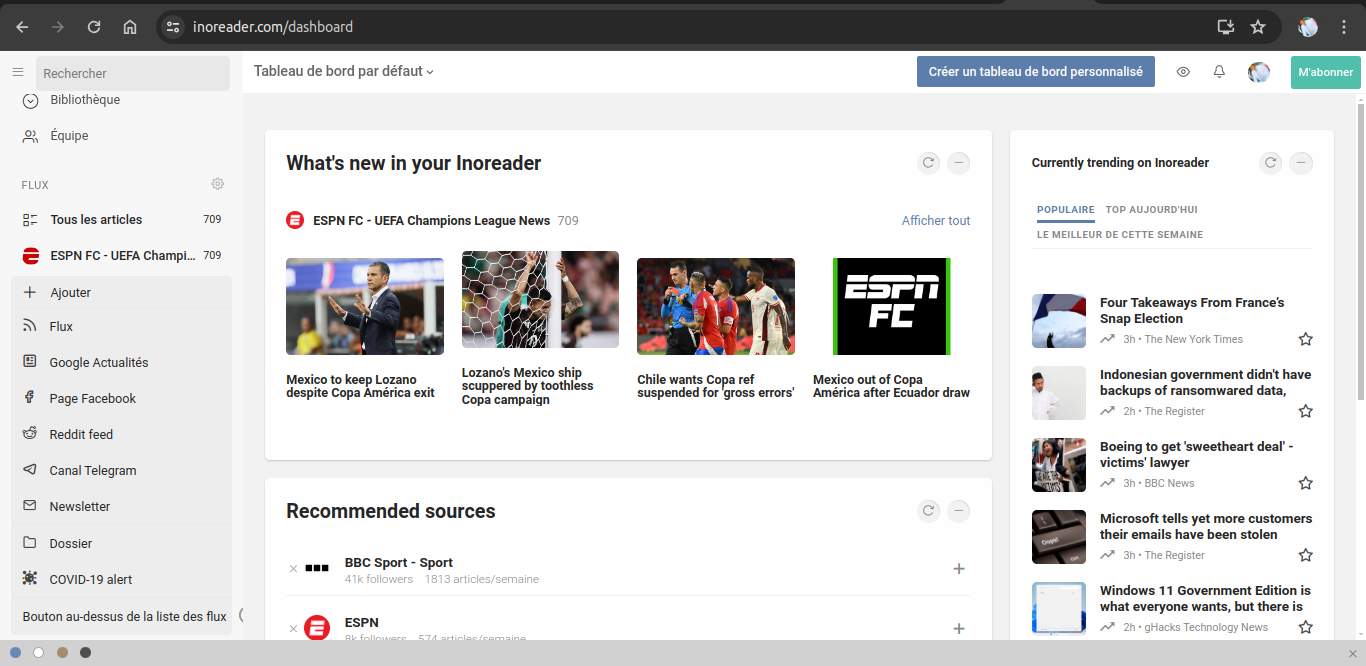 inoreader.com/dashboard
Rechercher
Bibliothèque
Équipe
FLUX
Tous les articles 709
ESPN FC - UEFA Champi... 709
Ajouter
Flux
Google Actualités
Page Facebook
Reddit feed
Canal Telegram
Newsletter
Dossier
COVID-19 alert
Bouton au-dessus de la liste des flux
Tableau de bord par défaut
Créer un tableau de bord personnalisé
M'abonner
What's new in your Inoreader
ESPN FC - UEFA Champions League News 709
Afficher tout
Mexico to keep Lozano
despite Copa América exit
Lozano's Mexico ship
scuppered by toothless
Copa campaign
Chile wants Copa ref
suspended for 'gross errors'
ESPN
FC
Mexico out of Copa
América after Ecuador draw
Recommended sources
BBC Sport - Sport
41k followers 1813 articles/semaine
ESPN
8k followers 574 articles/semaine
Currently trending on Inoreader
POPULAIRE TOP AUJOURD'HUI
LE MEILLEUR DE CETTE SEMAINE
Four Takeaways From France's
Snap Election
3h • The New York Times
Indonesian government didn't have
backups of ransomwared data,
2h • The Register
Boeing to get 'sweetheart deal' -
victims' lawyer
3h • BBC News
Microsoft tells yet more customers
their emails have been stolen
3h • The Register
Windows 11 Government Edition is
what everyone wants, but there is
2h • gHacks Technology News